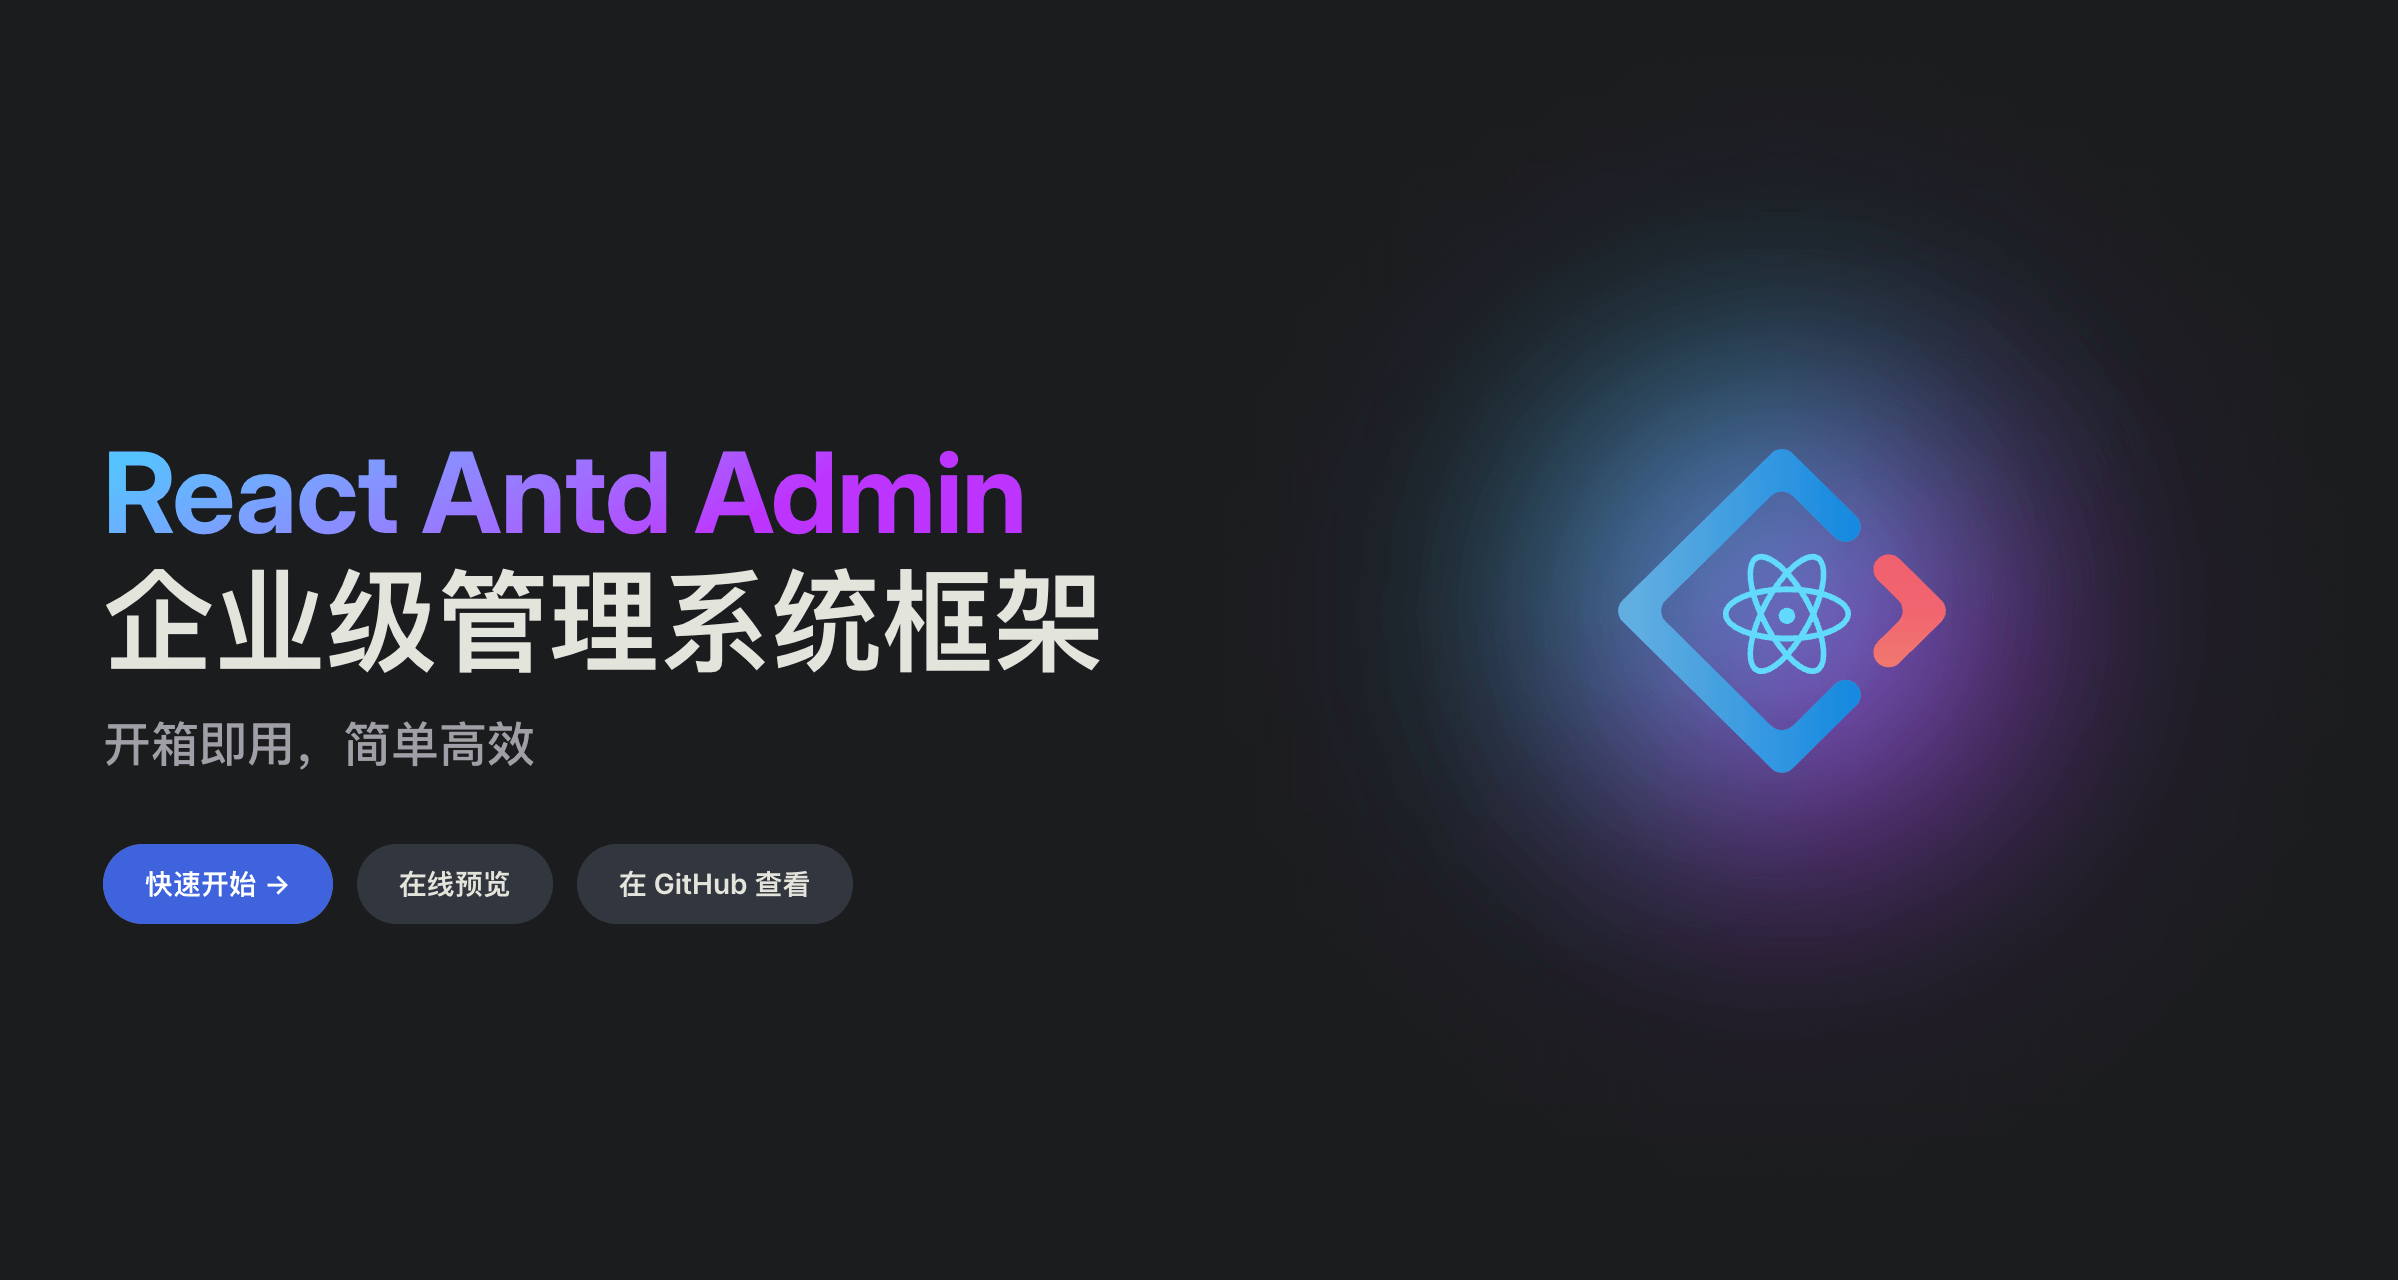 React Antd Admin
企业级管理系统框架
开箱即用，简单高效
快速开始 →
在线预览
在 GitHub 查看